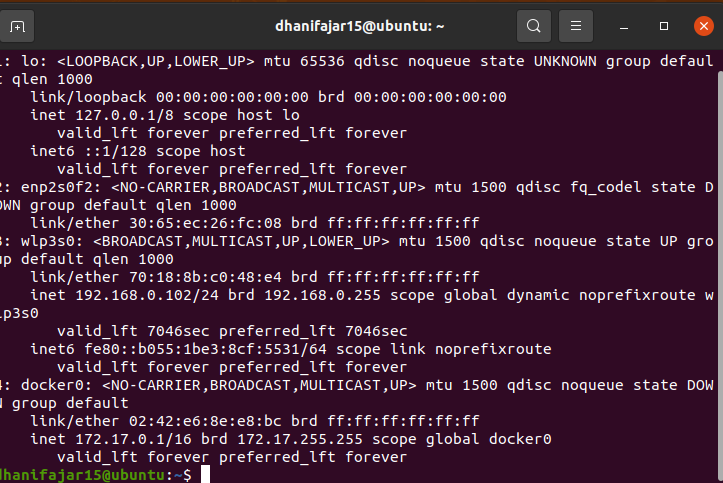 dhanifajar15@ubuntu: ~
1: lo: <LOOPBACK,UP,LOWER_UP> mtu 65536 qdisc noqueue state UNKNOWN group defaul
t qlen 1000
link/loopback 00:00:00:00:00:00 brd 00:00:00:00:00:00
inet 127.0.0.1/8 scope host lo
valid_lft forever preferred_lft forever
inet6 ::1/128 scope host
valid_lft forever preferred_lft forever
2: enp2s0f2: <NO-CARRIER,BROADCAST,MULTICAST,UP> mtu 1500 qdisc fq_codel state D
OWN group default qlen 1000
link/ether 30:65:ec:26:fc:08 brd ff:ff:ff:ff:ff:ff
3: wlp3s0: <BROADCAST,MULTICAST,UP,LOWER_UP> mtu 1500 qdisc noqueue state UP gro
up default qlen 1000
link/ether 70:18:8b:c0:48:e4 brd ff:ff:ff:ff:ff:ff
inet 192.168.0.102/24 brd 192.168.0.255 scope global dynamic noprefixroute w
lp3s0
valid_lft 7046sec preferred_lft 7046sec
inet6 fe80::b055:1be3:8cf:5531/64 scope link noprefixroute
valid_lft forever preferred_lft forever
4: docker0: <NO-CARRIER,BROADCAST,MULTICAST,UP> mtu 1500 qdisc noqueue state DOW
N group default
link/ether 02:42:e6:8e:e8:bc brd ff:ff:ff:ff:ff:ff
inet 172.17.0.1/16 brd 172.17.255.255 scope global docker0
valid_lft forever preferred_lft forever
dhanifajar15@ubuntu:~$